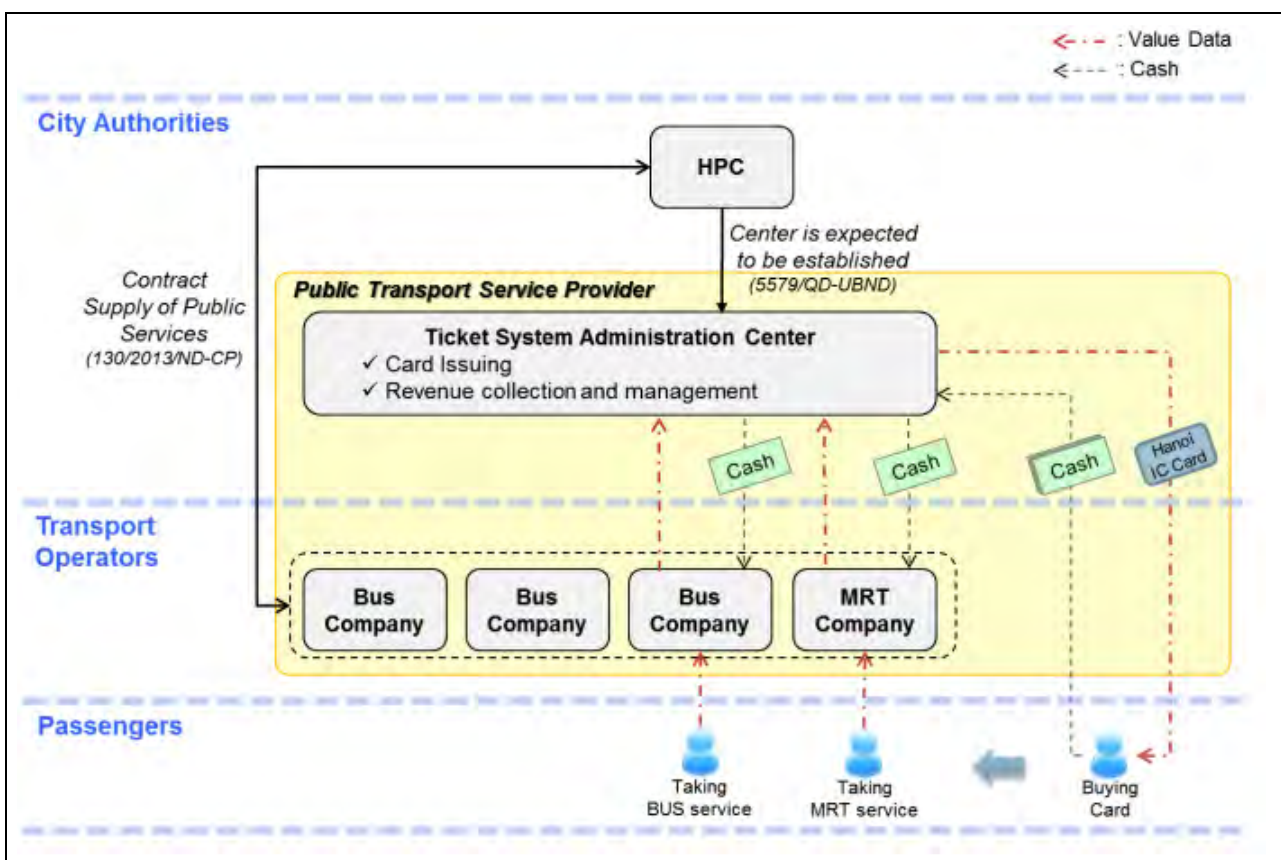 : Value Data
: Cash
City Authorities
HPC
Center is expected
to be established
(5579/QD-UBND)
Contract
Supply of Public
Services
(130/2013/ND-CP)
Public Transport Service Provider
Ticket System Administration Center
✓ Card Issuing
✓ Revenue collection and management
Cash
Cash
Cash
Hanoi
IC Card
Transport
Operators
Bus
Company
Bus
Company
Bus
Company
MRT
Company
Passengers
Taking
BUS service
Taking
MRT service
Buying
Card